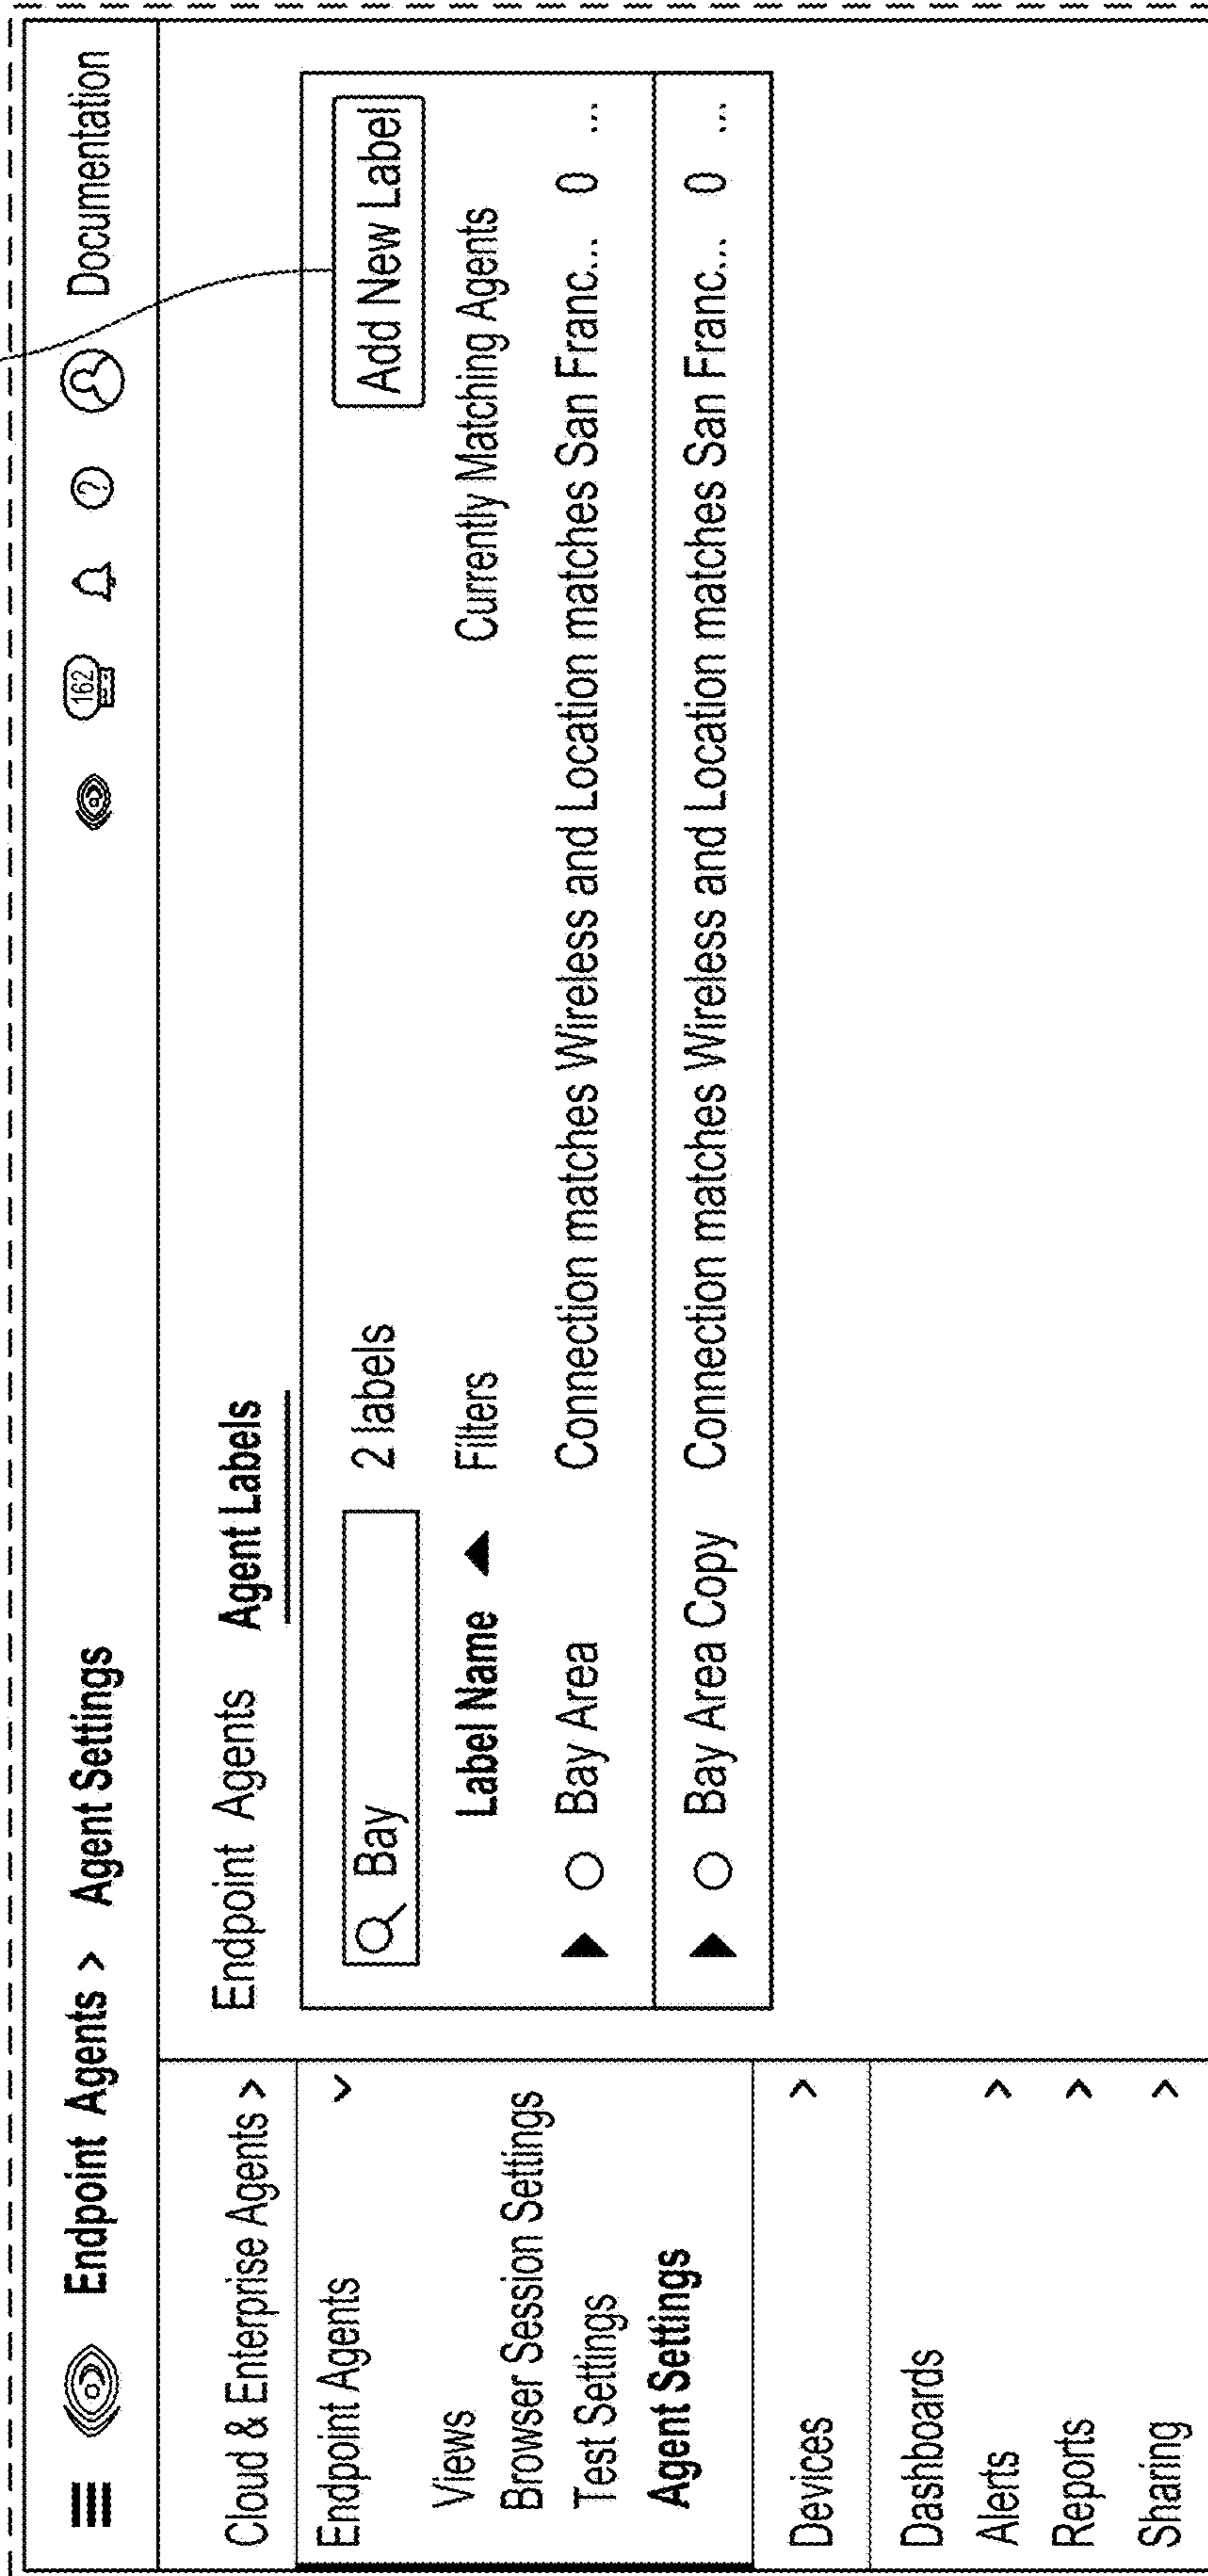 Endpoint Agents > Agent Settings 162 ? Documentation
Cloud & Enterprise Agents >
Endpoint Agents
Views
Browser Session Settings
Test Settings
Agent Settings
Devices >
Dashboards
Alerts >
Reports >
Sharing >
Endpoint Agents Agent Labels
Bay 2 labels Add New Label
Label Name ▲ Filters Currently Matching Agents
Bay Area Connection matches Wireless and Location matches San Franc... 0 ...
Bay Area Copy Connection matches Wireless and Location matches San Franc... 0 ...